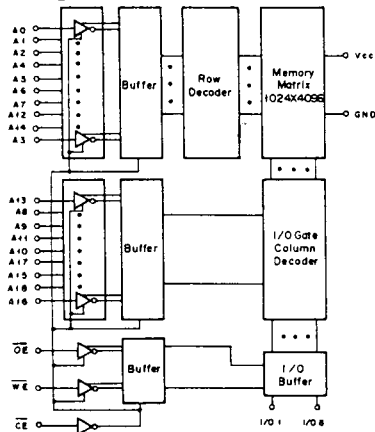 A0
A1
A2
A4
A5
A6
A7
A12
A14
A3
Buffer
Row
Decoder
Memory
Matrix
1024X4096
Vcc
GND
A13
A8
A9
A11
A10
A17
A15
A18
A16
Buffer
I/O Gate
Column
Decoder
OE
WE
CE
Buffer
I/O
Buffer
I/O 1
I/O 8